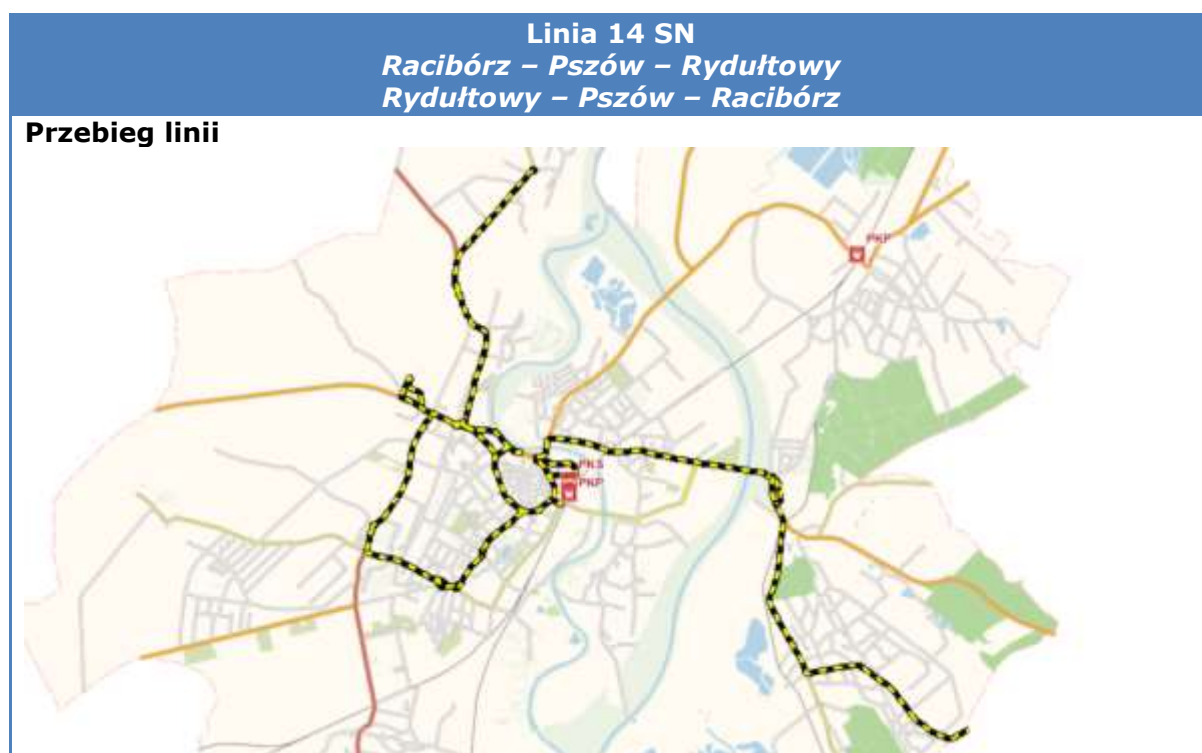 Linia 14 SN
Racibórz – Pszów – Rydułtowy
Rydułtowy – Pszów – Racibórz
Przebieg linii
PKP
PKS
PKP